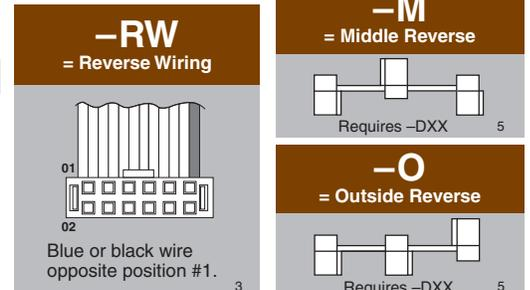 –RW
= Reverse Wiring
01
02
Blue or black wire
opposite position #1.
3
–M
= Middle Reverse
Requires –DXX
5
–O
= Outside Reverse
Requires –DXX
5